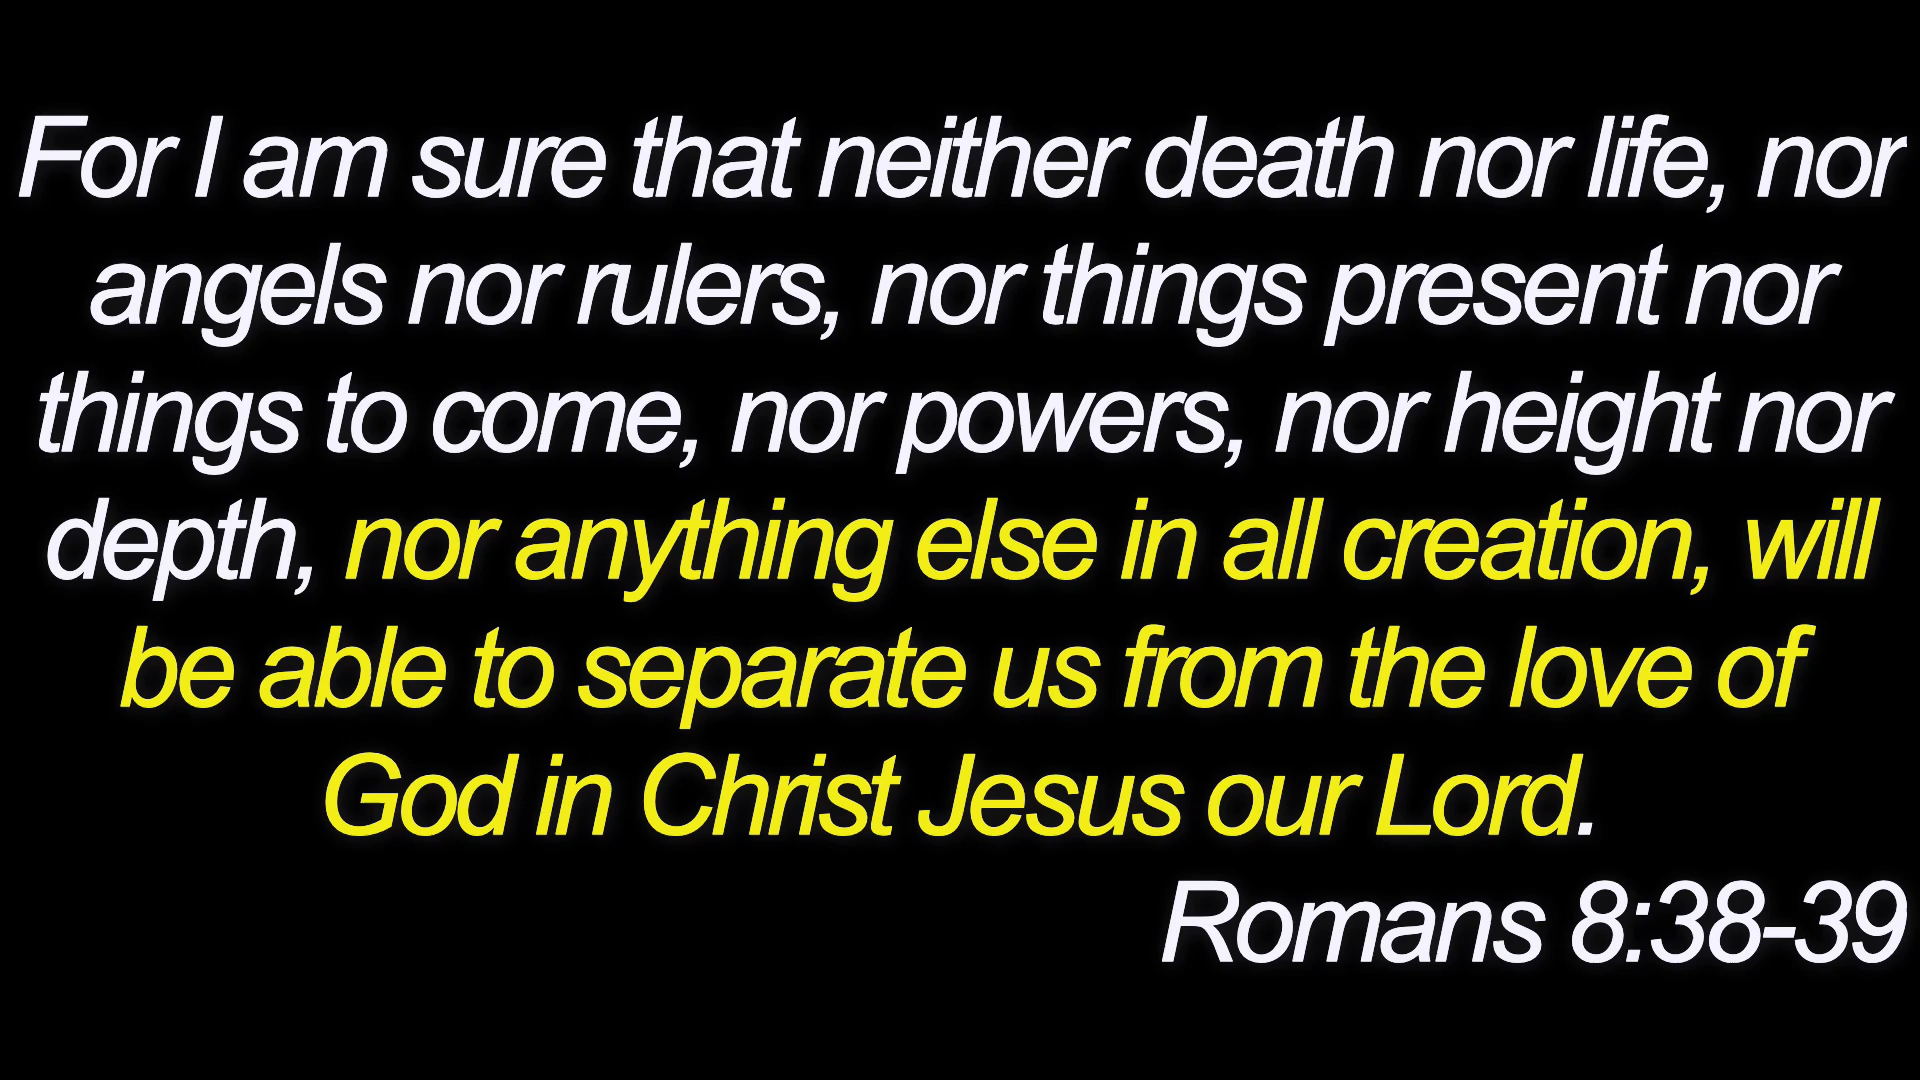 For I am sure that neither death nor life, nor
angels nor rulers, nor things present nor
things to come, nor powers, nor height nor
depth, nor anything else in all creation, will
be able to separate us from the love of
God in Christ Jesus our Lord.
Romans 8:38-39